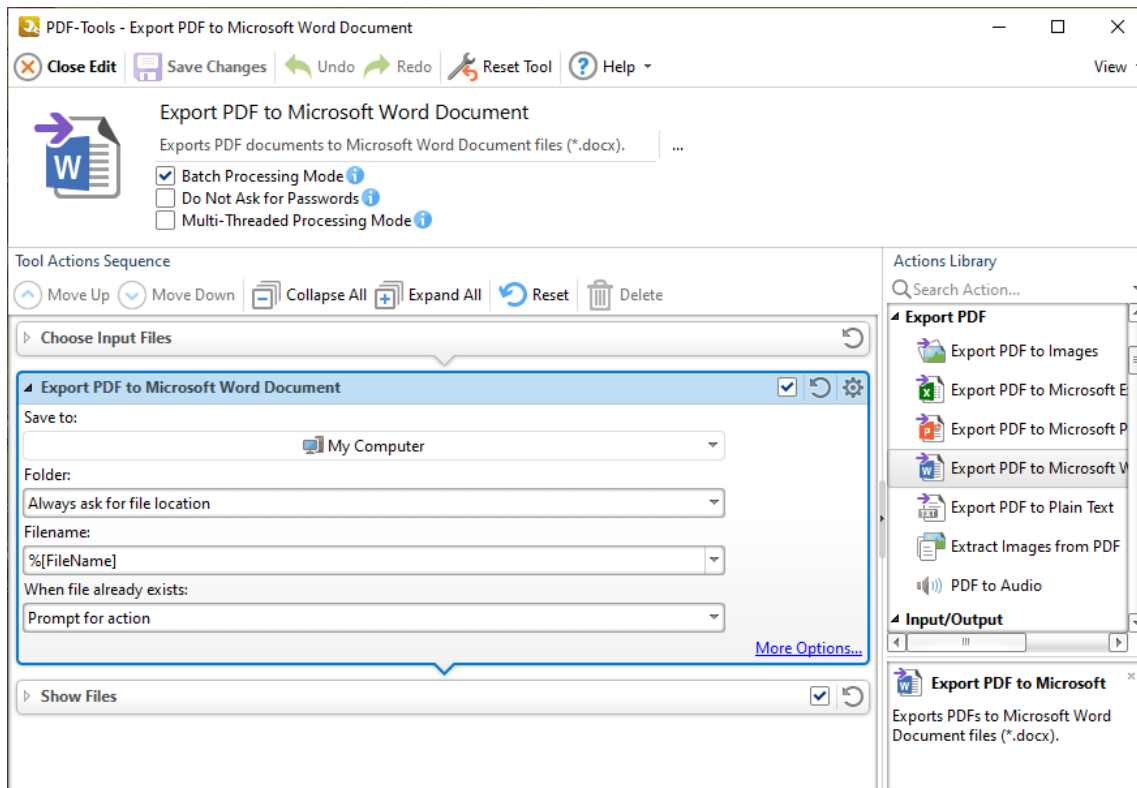 PDF-Tools - Export PDF to Microsoft Word Document
Close Edit Save Changes Undo Redo Reset Tool ? Help View
Export PDF to Microsoft Word Document
W
Exports PDF documents to Microsoft Word Document files (*.docx). ...
Batch Processing Mode i
Do Not Ask for Passwords i
Multi-Threaded Processing Mode i
Tool Actions Sequence
Move Up Move Down Collapse All Expand All Reset Delete
Choose Input Files
Export PDF to Microsoft Word Document
Save to:
My Computer
Folder:
Always ask for file location
Filename:
%[FileName]
When file already exists:
Prompt for action
More Options...
Show Files
Actions Library
Search Action...
Export PDF
Export PDF to Images
X Export PDF to Microsoft E
P Export PDF to Microsoft P
W Export PDF to Microsoft W
TXT Export PDF to Plain Text
Extract Images from PDF
PDF to Audio
Input/Output
W Export PDF to Microsoft
Exports PDFs to Microsoft Word
Document files (*.docx).